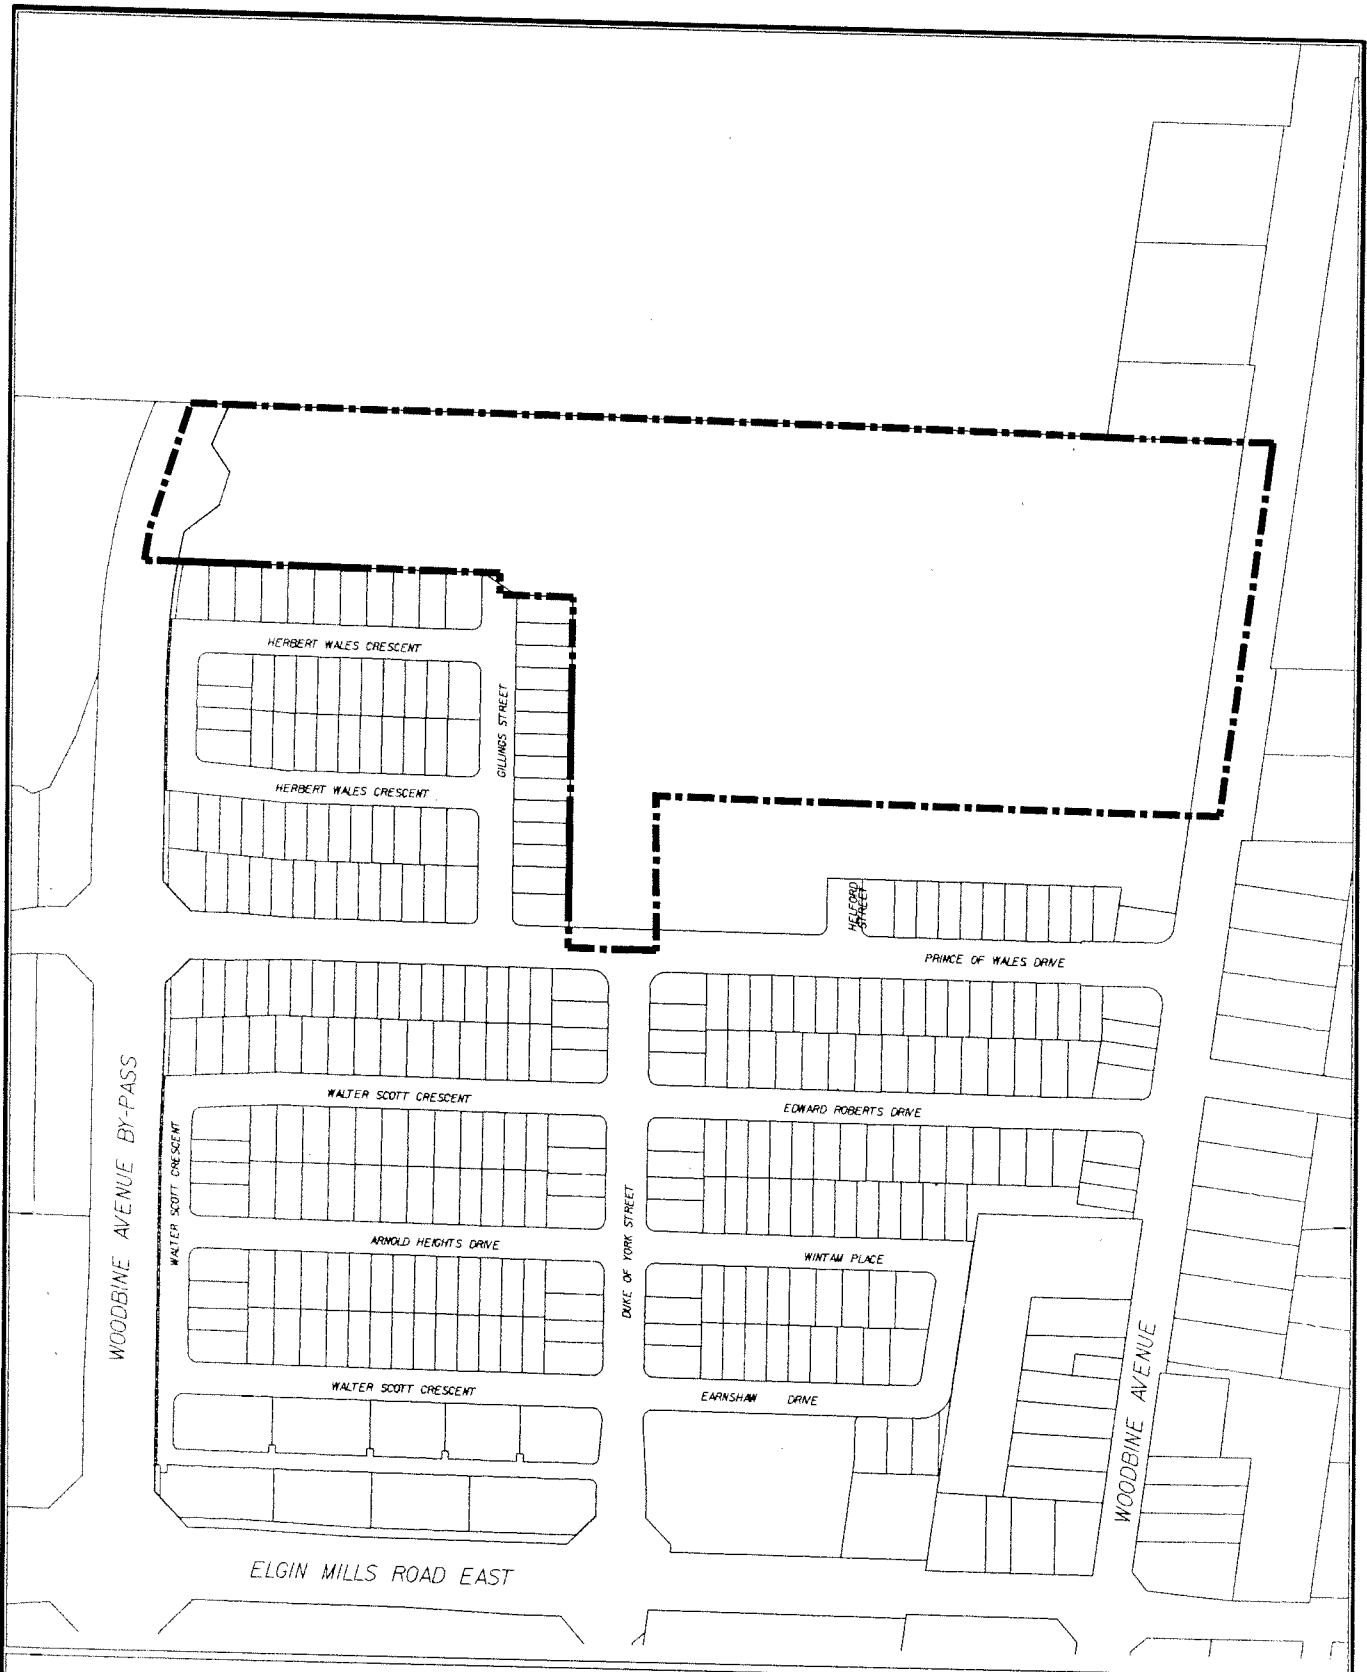 HERBERT WALES CRESCENT
GILLINGS STREET
HERBERT WALES CRESCENT
HELFORD
STREET
PRINCE OF WALES DRIVE
WOODBINE AVENUE BY-PASS
WALTER SCOTT CRESCENT
EDWARD ROBERTS DRIVE
WALTER SCOTT CRESCENT
DUKE OF YORK STREET
ARNOLD HEIGHTS DRIVE
WINTAM PLACE
WOODBINE AVENUE
WALTER SCOTT CRESCENT
EARNSHAW DRIVE
ELGIN MILLS ROAD EAST